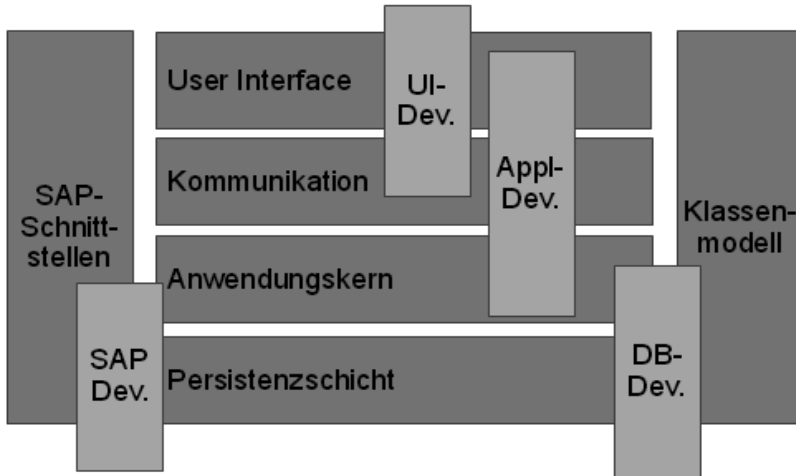 User Interface
UI-
Dev.
Kommunikation
Appl-
Dev.
SAP-
Schnitt-
stellen
Klassen-
modell
Anwendungskern
SAP
Dev.
Persistenzschicht
DB-
Dev.